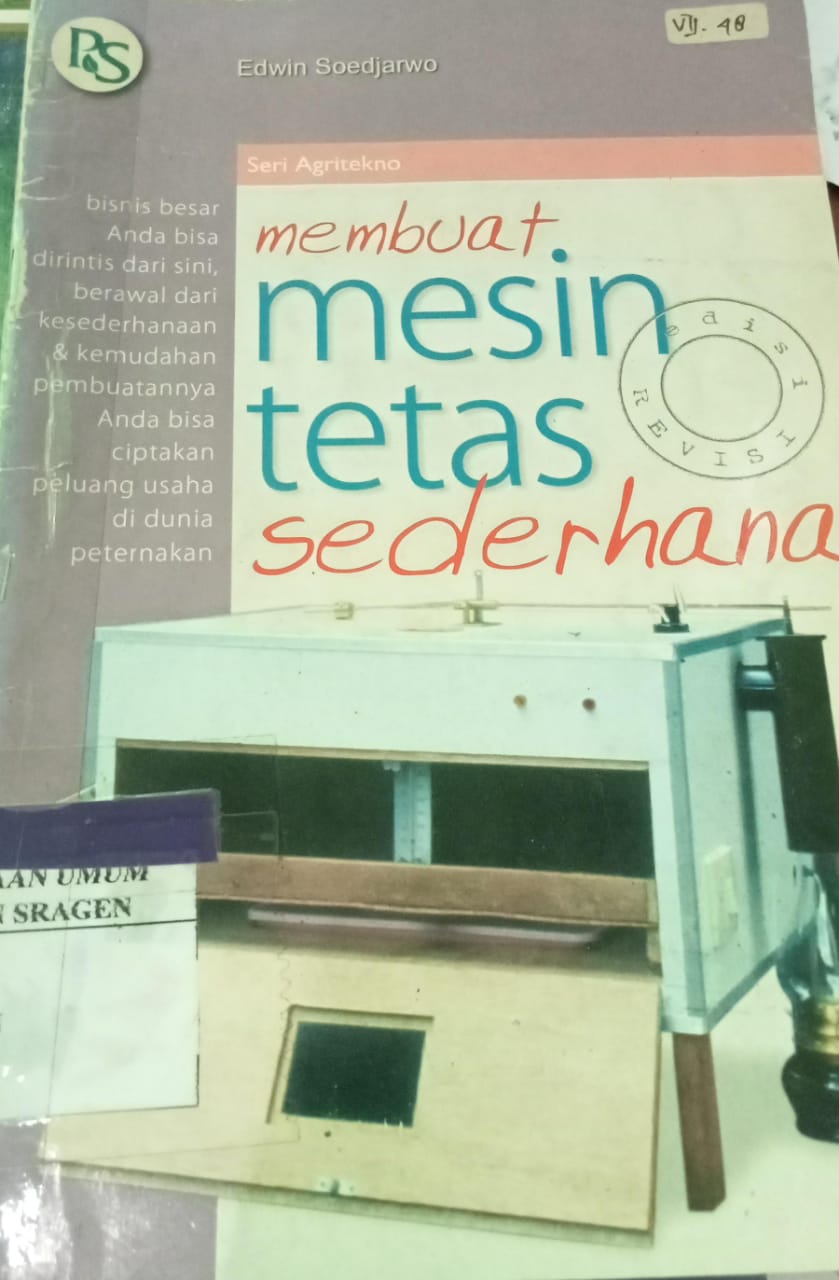 VII. 48
PS
Edwin Soedjarwo
Seri Agritekno
bisnis besar
Anda bisa
dirintis dari sini,
berawal dari
kesederhanaan
& kemudahan
pembuatannya
Anda bisa
ciptakan
peluang usaha
di dunia
peternakan
membuat
mesin
tetas
sederhana
edisi
REVISI
AAN UMUM
SRAGEN